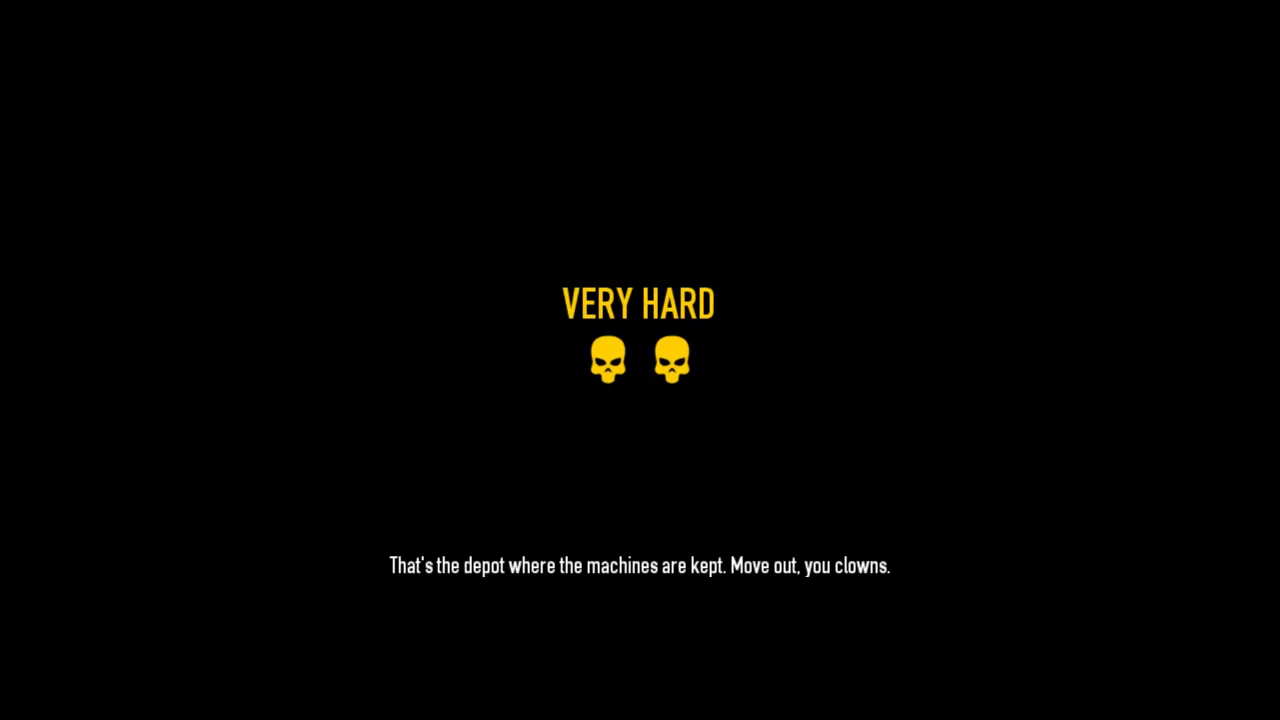 VERY HARD
That's the depot where the machines are kept. Move out, you clowns.